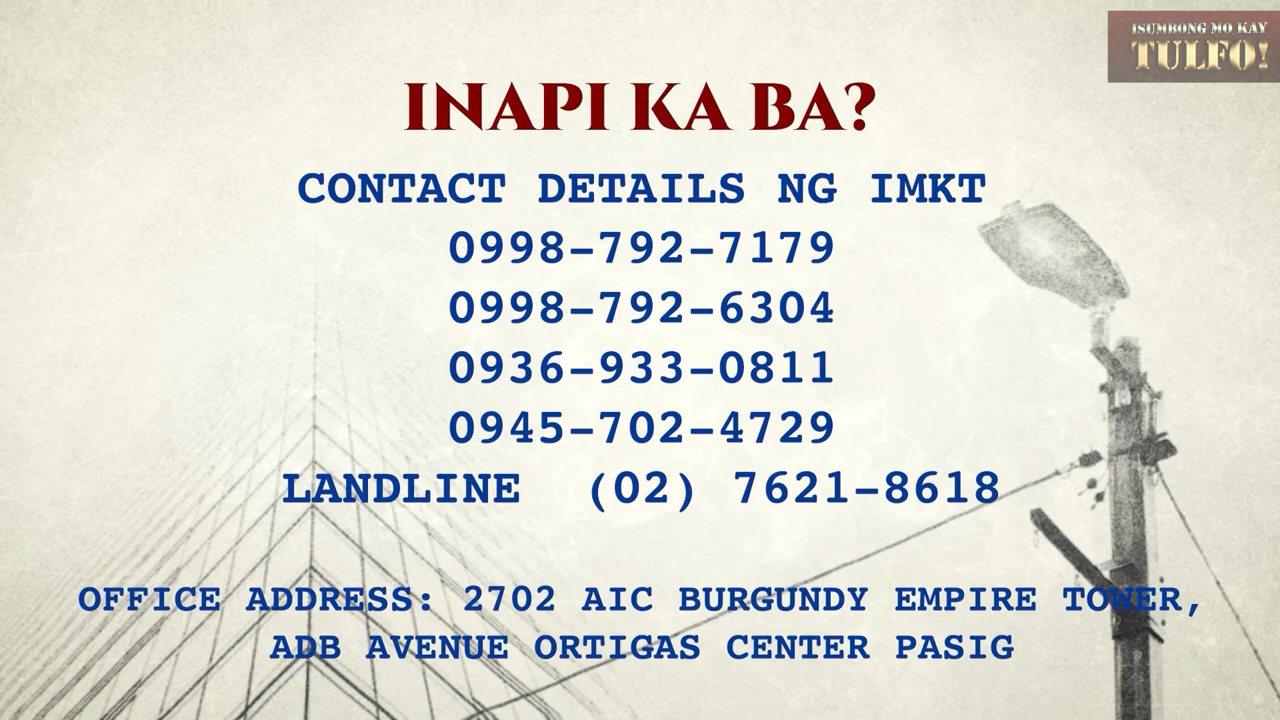 ISUMBONG MO KAY
TULFO!
INAPI KA BA?
CONTACT DETAILS NG IMKT
0998-792-7179
0998-792-6304
0936-933-0811
0945-702-4729
LANDLINE (02) 7621-8618
OFFICE ADDRESS: 2702 AIC BURGUNDY EMPIRE TOWER,
ADB AVENUE ORTIGAS CENTER PASIG